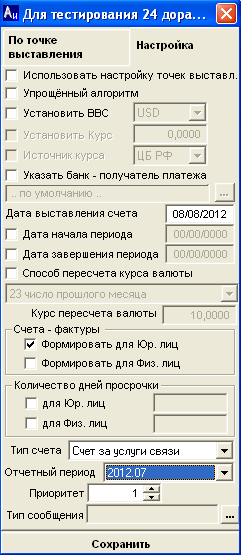 Для тестирования 24 дора...
По точке выставления
Настройка
Использовать настройку точек выставл.
Упрощённый алгоритм
Установить ВВС USD
Установить Курс 0,0000
Источник курса ЦБ РФ
Указать банк - получатель платежа
.. по умолчанию .. ...
Дата выставления счета 08/08/2012
Дата начала периода 00/00/0000
Дата завершения периода 00/00/0000
Способ пересчета курса валюты
23 число прошлого месяца
Курс пересчета валюты 10,0000
Счета - фактуры
Формировать для Юр. лиц
Формировать для Физ. лиц
Количество дней просрочки
для Юр. лиц
для Физ. лиц
Тип счета Счет за услуги связи
Отчетный период 2012.07
Приоритет 1
Тип сообщения ...
Сохранить